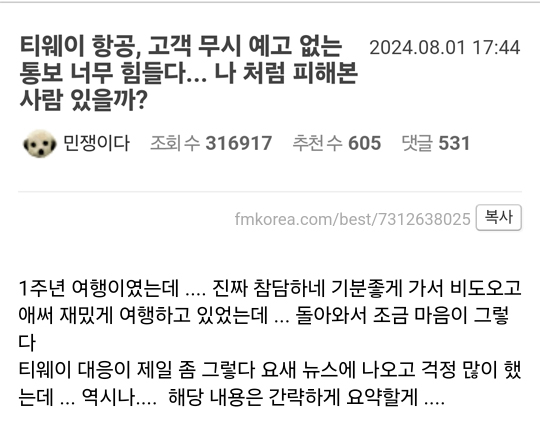 티웨이 항공, 고객 무시 예고 없는
통보 너무 힘들다... 나 처럼 피해본
사람 있을까?
2024.08.01 17:44
민쟁이다 조회 수 316917 추천 수 605 댓글 531
fmkorea.com/best/7312638025 복사
1주년 여행이였는데 .... 진짜 참담하네 기분좋게 가서 비도오고
애써 재밌게 여행하고 있었는데 ... 돌아와서 조금 마음이 그렇
다
티웨이 대응이 제일 좀 그렇다 요새 뉴스에 나오고 걱정 많이 했
는데 ... 역시나.... 해당 내용은 간략하게 요약할게 ....